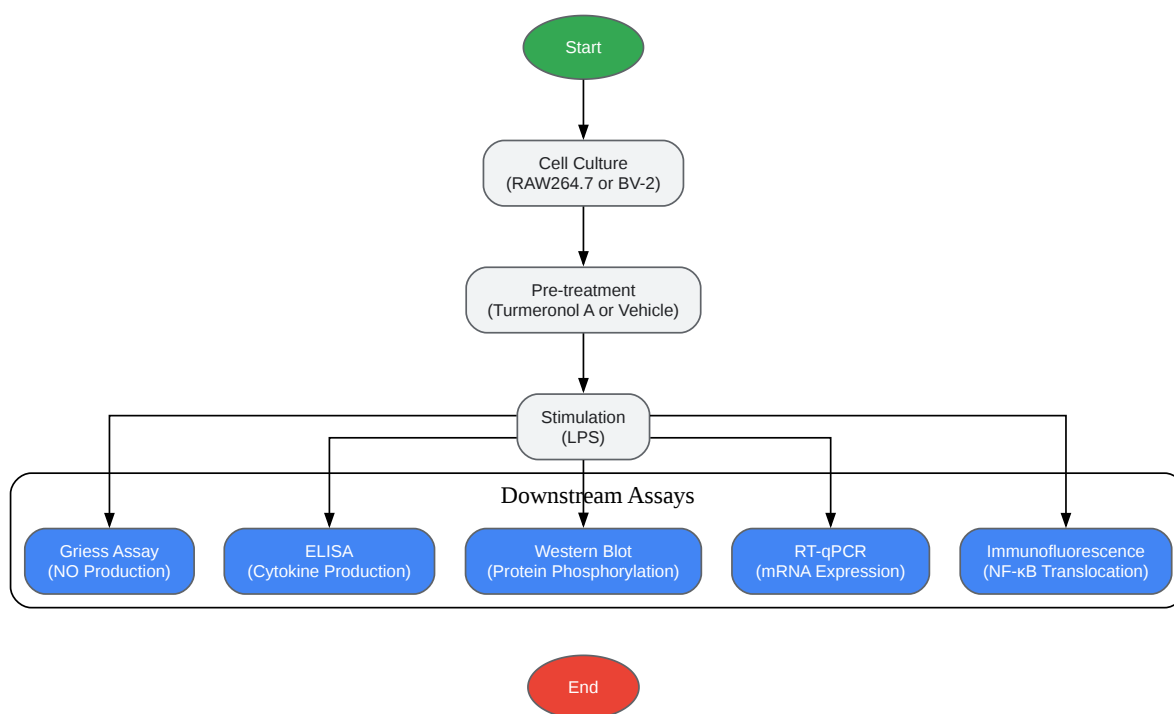 Start
Cell Culture
(RAW264.7 or BV-2)
Pre-treatment
(Turmeronol A or Vehicle)
Stimulation
(LPS)
Downstream Assays
Griess Assay
(NO Production)
ELISA
(Cytokine Production)
Western Blot
(Protein Phosphorylation)
RT-qPCR
(mRNA Expression)
Immunofluorescence
(NF-κB Translocation)
End